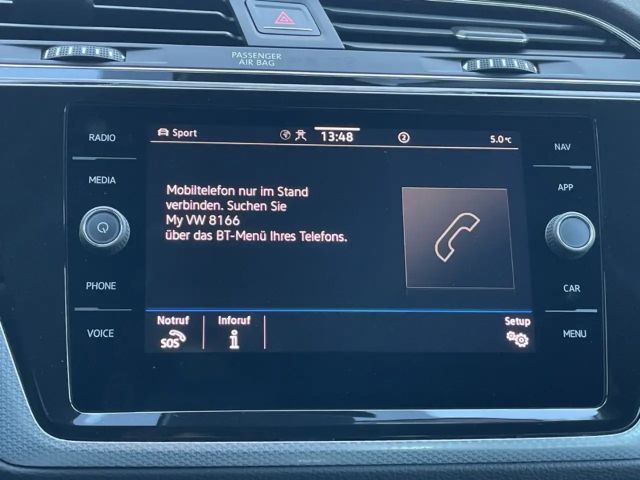 PASSENGER
AIR BAG
RADIO
MEDIA
PHONE
VOICE
Sport
13:48
2
5.0°C
Mobiltelefon nur im Stand
verbinden. Suchen Sie
My VW 8166
über das BT-Menü Ihres Telefons.
Notruf
SOS
Inforuf
i
Setup
NAV
APP
CAR
MENU